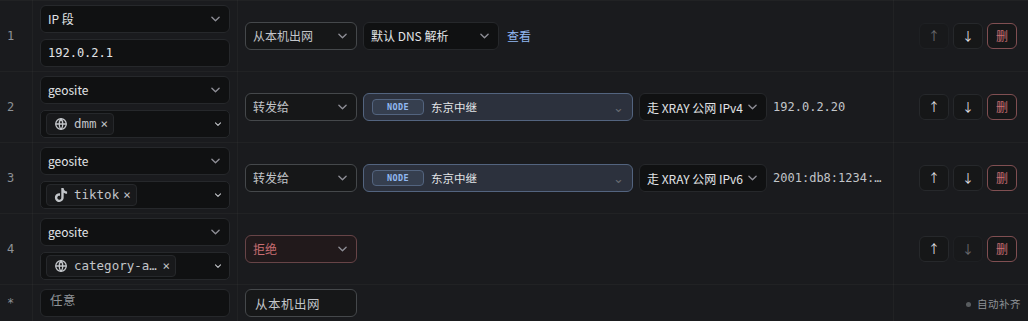 IP 段
1 从本机出网 默认 DNS 解析 查看 ↑ ↓ 删
192.0.2.1
geosite
2 转发给 NODE 东京中继 走 XRAY 公网 IPv4 192.0.2.20 ↑ ↓ 删
dmm ×
geosite
3 转发给 NODE 东京中继 走 XRAY 公网 IPv6 2001:db8:1234:… ↑ ↓ 删
tiktok ×
geosite
4 拒绝 ↑ ↓ 删
category-a… ×
* 任意 从本机出网 自动补齐